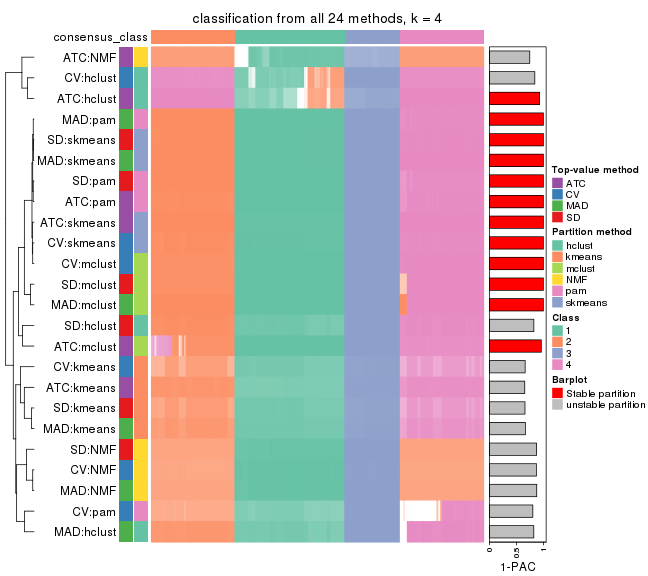 classification from all 24 methods, k = 4
consensus_class
ATC:NMF
CV:hclust
ATC:hclust
MAD:pam
SD:skmeans
MAD:skmeans
SD:pam
ATC:pam
ATC:skmeans
CV:skmeans
CV:mclust
SD:mclust
MAD:mclust
SD:hclust
ATC:mclust
CV:kmeans
ATC:kmeans
SD:kmeans
MAD:kmeans
SD:NMF
CV:NMF
MAD:NMF
CV:pam
MAD:hclust
0
0.5
1
1-PAC
Top-value method
ATC
CV
MAD
SD
Partition method
hclust
kmeans
mclust
NMF
pam
skmeans
Class
1
2
3
4
Barplot
Stable partition
unstable partition